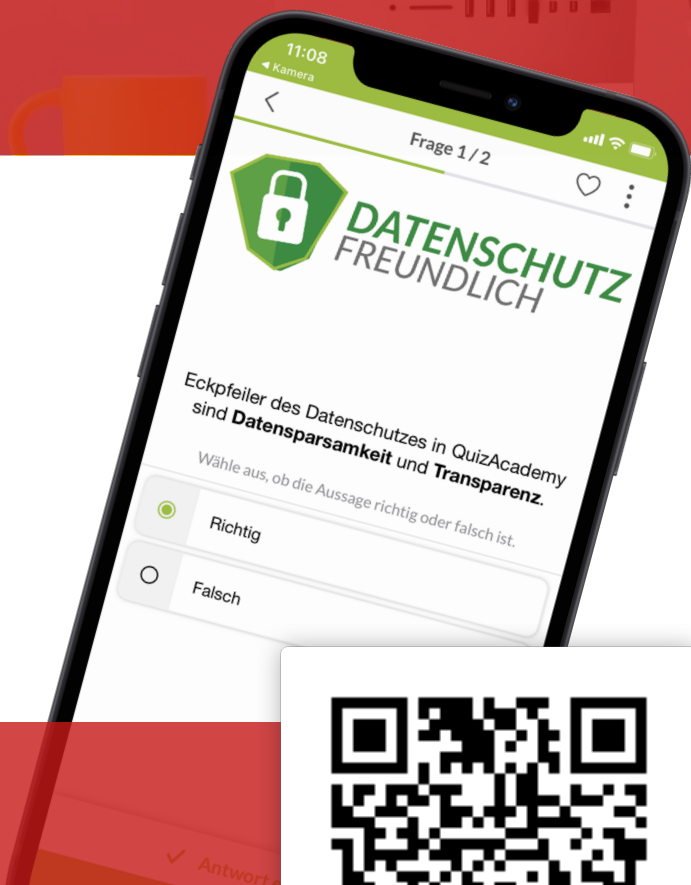 11:08
◀ Kamera
Frage 1 / 2
DATENSCHUTZ
FREUNDLICH
Eckpfeiler des Datenschutzes in QuizAcademy
sind Datensparsamkeit und Transparenz.
Wähle aus, ob die Aussage richtig oder falsch ist.
Richtig
Falsch
Antwort